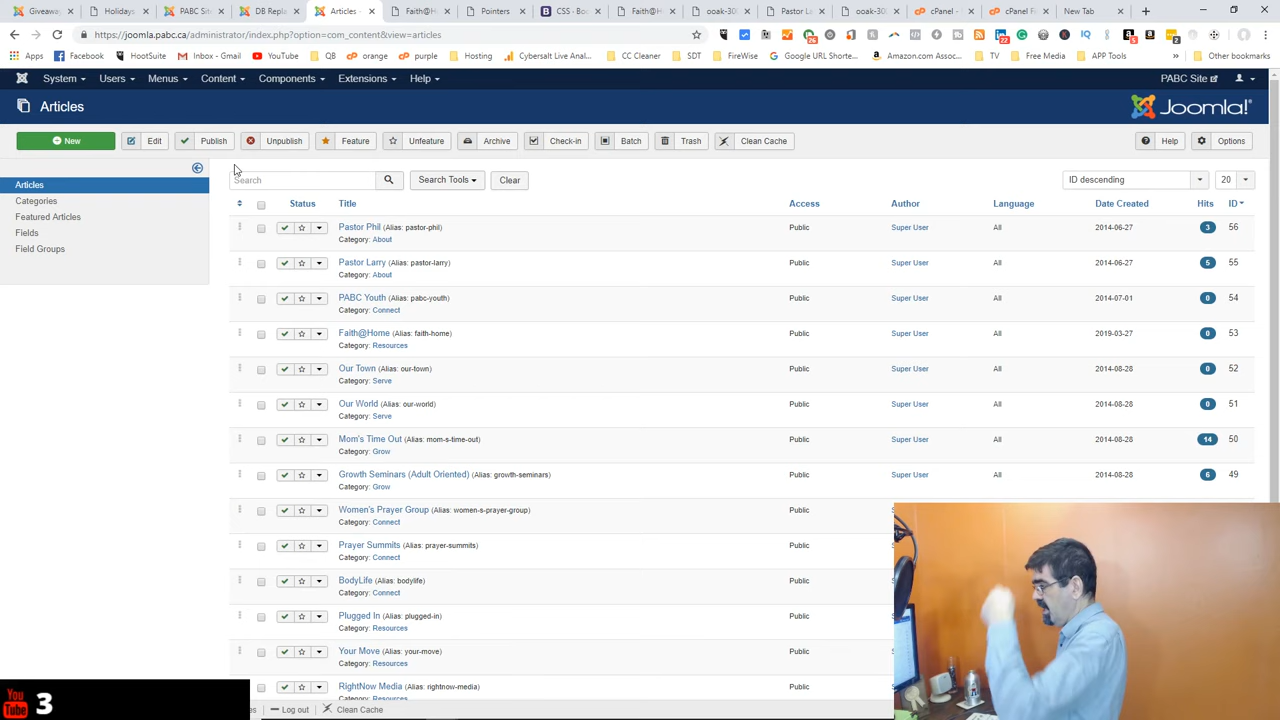 Giveaw
Holidays
PABC Site
DB Repla
Articles -
Faith@H
Pointers
CSS - Boo
Faith@H
ooak-30
Pastor La
ooak-30
cPanel -
cPanel Fi
New Tab
https://joomla.pabc.ca/administrator/index.php?option=com_content&view=articles
Apps
Facebook
HootSuite
Inbox - Gmail
YouTube
QB
orange
purple
Hosting
Cybersalt Live Anal...
CC Cleaner
SDT
FireWise
Google URL Shorte...
Amazon.com Assoc...
TV
Free Media
APP Tools
Other bookmarks
System Users Menus Content Components Extensions Help
PABC Site
Articles
Joomla!
New
Edit
Publish
Unpublish
Feature
Unfeature
Archive
Check-in
Batch
Trash
Clean Cache
Help
Options
Articles
Categories
Featured Articles
Fields
Field Groups
Search
Search Tools
Clear
ID descending
20
Status Title Access Author Language Date Created Hits ID
Pastor Phil (Alias: pastor-phil) Public Super User All 2014-06-27 3 56
Category: About
Pastor Larry (Alias: pastor-larry) Public Super User All 2014-06-27 5 55
Category: About
PABC Youth (Alias: pabc-youth) Public Super User All 2014-07-01 0 54
Category: Connect
Faith@Home (Alias: faith-home) Public Super User All 2019-03-27 0 53
Category: Resources
Our Town (Alias: our-town) Public Super User All 2014-08-28 0 52
Category: Serve
Our World (Alias: our-world) Public Super User All 2014-08-28 0 51
Category: Serve
Mom's Time Out (Alias: mom-s-time-out) Public Super User All 2014-08-28 14 50
Category: Grow
Growth Seminars (Adult Oriented) (Alias: growth-seminars) Public Super User All 2014-08-28 6 49
Category: Grow
Women's Prayer Group (Alias: women-s-prayer-group) Public
Category: Connect
Prayer Summits (Alias: prayer-summits) Public
Category: Connect
BodyLife (Alias: bodylife) Public
Category: Connect
Plugged In (Alias: plugged-in) Public
Category: Resources
Your Move (Alias: your-move) Public
Category: Resources
RightNow Media (Alias: rightnow-media) Public
Category: Resources
Log out
Clean Cache
You
Tube
3